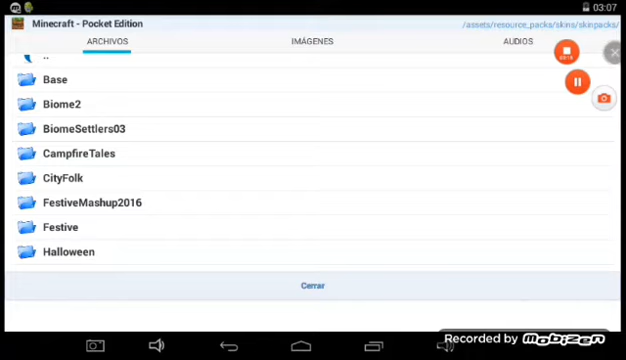 03:07
Minecraft - Pocket Edition
/assets/resource_packs/skins/skinpacks/
ARCHIVOS
IMÁGENES
AUDIOS
..
Base
Biome2
BiomeSettlers03
CampfireTales
CityFolk
FestiveMashup2016
Festive
Halloween
Cerrar
Recorded by Mobizen